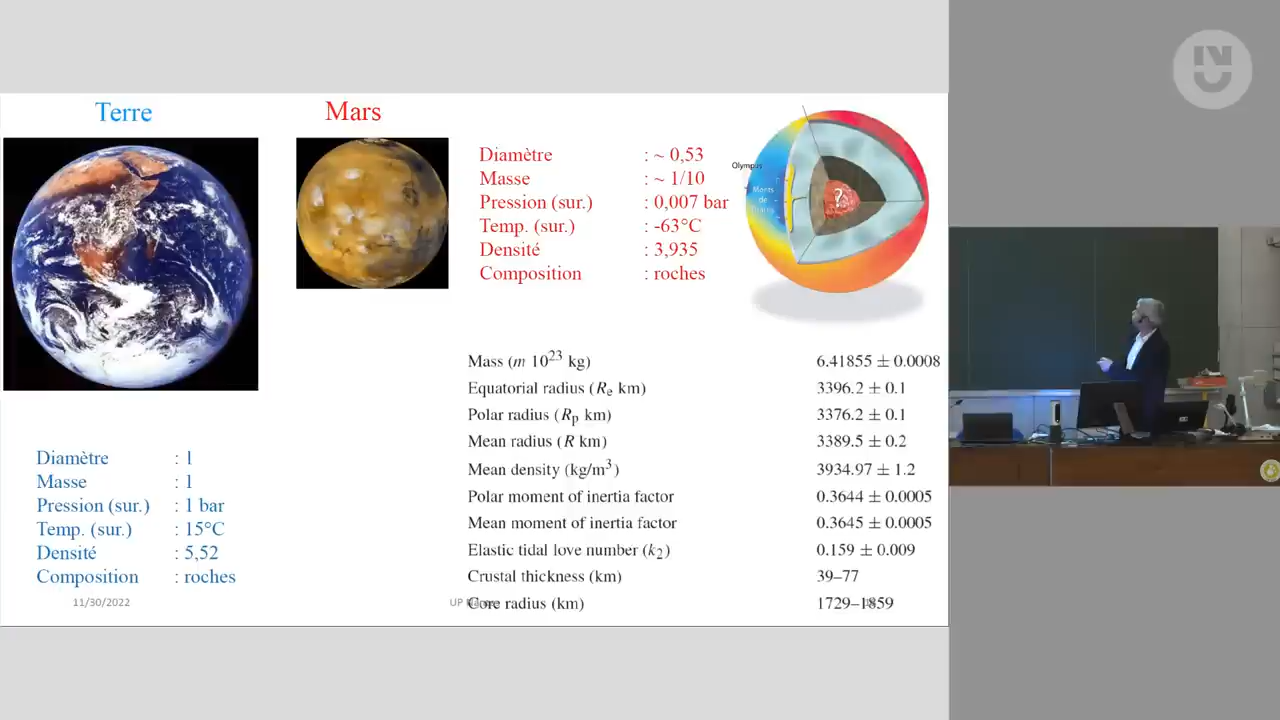 Terre
Mars
Diamètre : ~ 0,53
Masse : ~ 1/10
Pression (sur.) : 0,007 bar
Temp. (sur.) : -63°C
Densité : 3,935
Composition : roches
Olympus
Monts
de
?
Mass (m 10²³ kg) 6.41855 ± 0.0008
Equatorial radius (Rₑ km) 3396.2 ± 0.1
Polar radius (Rₚ km) 3376.2 ± 0.1
Mean radius (R km) 3389.5 ± 0.2
Mean density (kg/m³) 3934.97 ± 1.2
Polar moment of inertia factor 0.3644 ± 0.0005
Mean moment of inertia factor 0.3645 ± 0.0005
Elastic tidal love number (k₂) 0.159 ± 0.009
Crustal thickness (km) 39–77
Core radius (km) 1729–1859
Diamètre : 1
Masse : 1
Pression (sur.) : 1 bar
Temp. (sur.) : 15°C
Densité : 5,52
Composition : roches
11/30/2022
UP